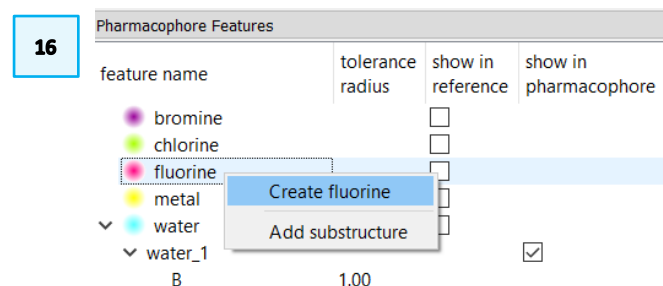 16
Pharmacophore Features
feature name
tolerance radius
show in reference
show in pharmacophore
bromine
chlorine
fluorine
Create fluorine
metal
water
Add substructure
water_1
B 1.00